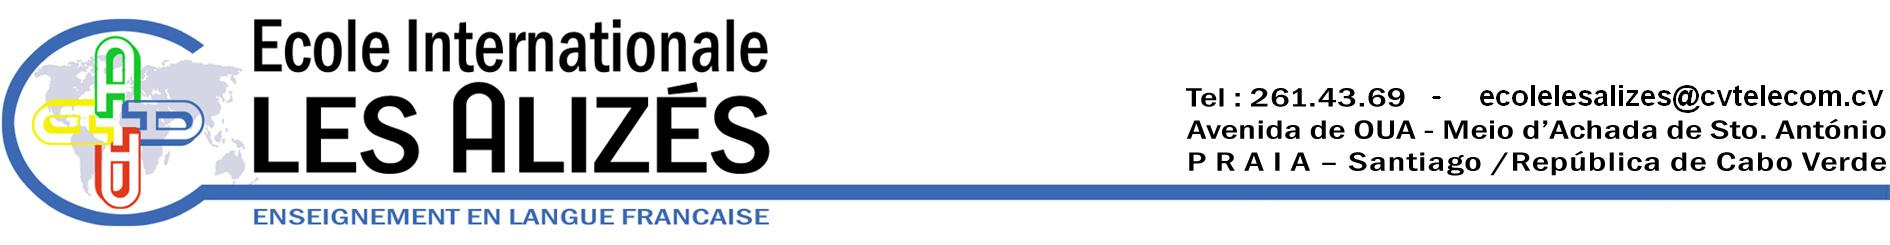 Ecole Internationale
LES ALIZÉS
ENSEIGNEMENT EN LANGUE FRANCAISE
Tel : 261.43.69 - ecolelesalizes@cvtelecom.cv
Avenida de OUA - Meio d’Achada de Sto. António
P R A I A – Santiago /República de Cabo Verde